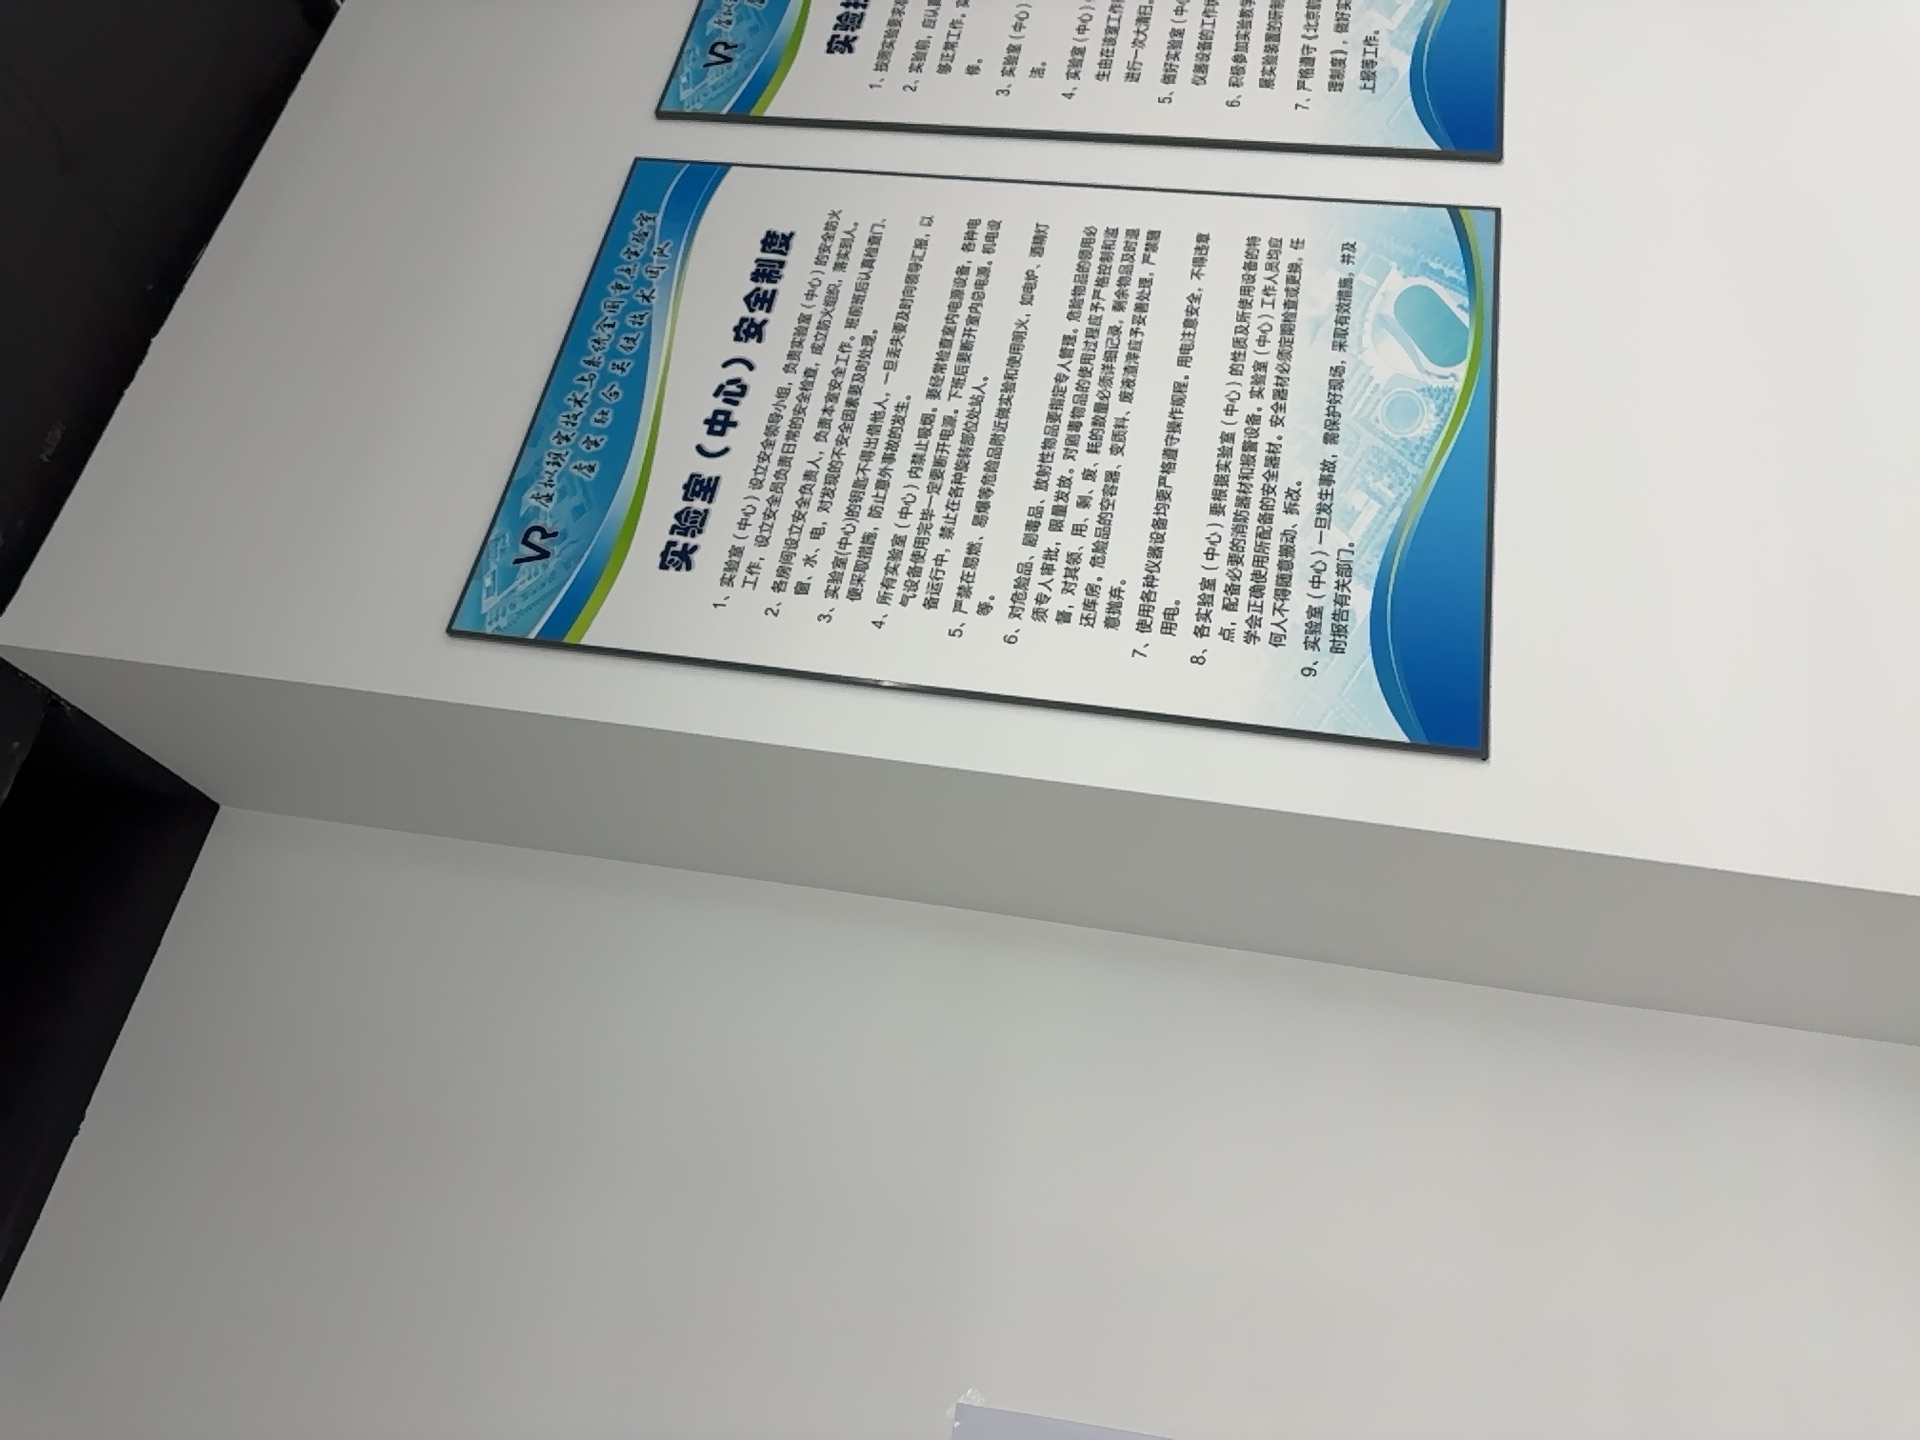 VR 虚拟现实技术与系统全国重点实验室
虚实融合关键技术团队
实验室（中心）安全制度
1、实验室（中心）设立安全领导小组，负责实验室（中心）的安全防火
工作，设立安全员负责日常的安全检查，成立防火组织，落实到人。
2、各房间设立安全负责人，负责本室安全工作。班前班后认真检查门、
窗、水、电，对发现的不安全因素要及时处理。
3、实验室(中心)的钥匙不得出借他人，一旦丢失要及时向领导汇报，以
便采取措施，防止意外事故的发生。
4、所有实验室（中心）内禁止吸烟。要经常检查室内电源设备，各种电
气设备使用完毕一定要断开电源。下班后要断开室内总电源。机电设
备运行中，禁止在各种旋转部位处站人。
5、严禁在易燃、易爆等危险品附近做实验和使用明火，如电炉、酒精灯
等。
6、对危险品、剧毒品、放射性物品要指定专人管理。危险物品的领用必
须专人审批，限量发放。对剧毒物品的使用过程应予严格控制和监
督，对其领、用、剩、废、耗的数量必须详细记录，剩余物品及时退
还库房。危险品的空容器、变质料、废液渣滓应予妥善处理，严禁随
意抛弃。
7、使用各种仪器设备均要严格遵守操作规程。用电注意安全，不得违章
用电。
8、各实验室（中心）要根据实验室（中心）的性质及所使用设备的特
点，配备必要的消防器材和报警设备。实验室（中心）工作人员均应
学会正确使用所配备的安全器材。安全器材必须定期检查或更换，任
何人不得随意搬动、拆改。
9、实验室（中心）一旦发生事故，需保护好现场，采取有效措施，并及
时报告有关部门。
VR 虚拟
实验技
1、按照实验要求准
2、实验前，应认真
够正常工作。实
修。
3、实验室（中心）
洁。
4、实验室（中心）
生由在该室工作
进行一次大清扫。
5、做好实验室（中心
仪器设备的工作状
6、积极参加实验教学
展实验装置的研制
7、严格遵守《北京航
理制度》，做好实
上报等工作。